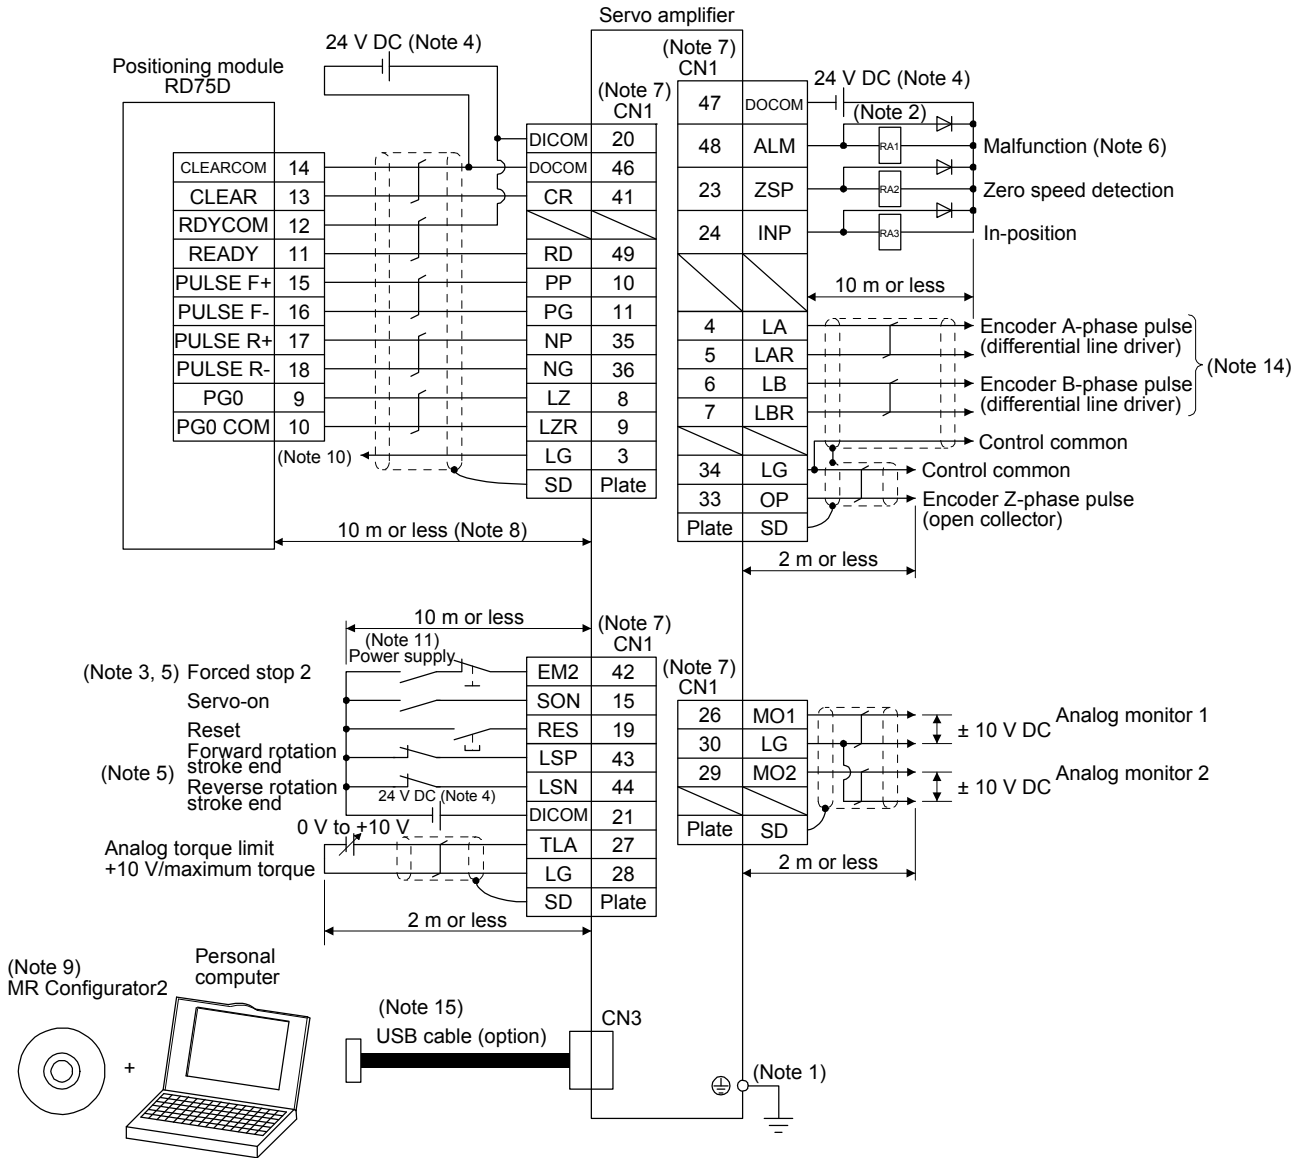 Servo amplifier
24 V DC (Note 4)
Positioning module
RD75D
(Note 7)
CN1
DICOM 20
CLEARCOM 14 DOCOM 46
CLEAR 13 CR 41
RDYCOM 12
READY 11 RD 49
PULSE F+ 15 PP 10
PULSE F- 16 PG 11
PULSE R+ 17 NP 35
PULSE R- 18 NG 36
PG0 9 LZ 8
PG0 COM 10 LZR 9
(Note 10) LG 3
SD Plate
10 m or less (Note 8)
(Note 7)
CN1
24 V DC (Note 4)
47 DOCOM
(Note 2)
48 ALM RA1 Malfunction (Note 6)
23 ZSP RA2 Zero speed detection
24 INP RA3 In-position
10 m or less
4 LA Encoder A-phase pulse
(differential line driver)
5 LAR
(Note 14)
6 LB Encoder B-phase pulse
(differential line driver)
7 LBR
Control common
34 LG Control common
33 OP Encoder Z-phase pulse
(open collector)
Plate SD
2 m or less
10 m or less
(Note 7)
CN1
(Note 11)
Power supply
(Note 3, 5) Forced stop 2 EM2 42
Servo-on SON 15
Reset RES 19
Forward rotation
stroke end LSP 43
(Note 5)
Reverse rotation
stroke end LSN 44
24 V DC (Note 4)
DICOM 21
0 V to +10 V
Analog torque limit
+10 V/maximum torque
TLA 27
LG 28
SD Plate
2 m or less
(Note 7)
CN1
26 MO1 Analog monitor 1
± 10 V DC
30 LG
29 MO2 Analog monitor 2
± 10 V DC
Plate SD
2 m or less
(Note 9)
MR Configurator2
+
Personal
computer
(Note 15)
USB cable (option)
CN3
(Note 1)